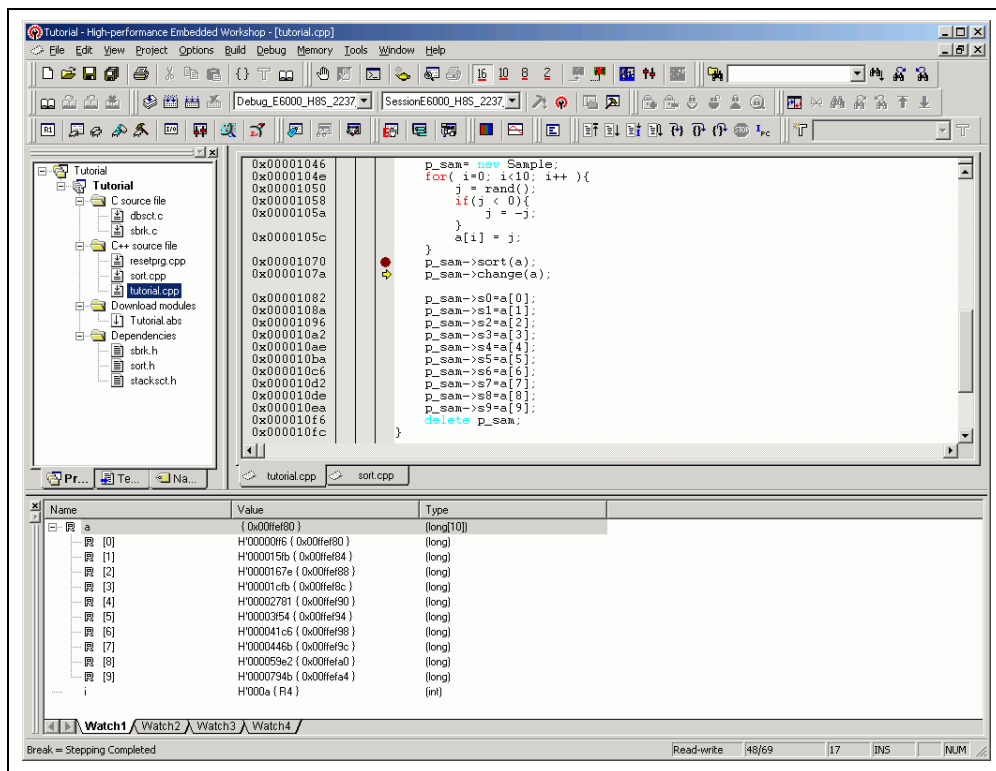 Tutorial - High-performance Embedded Workshop - [tutorial.cpp]
File Edit View Project Options Build Debug Memory Tools Window Help
16 10 8 2
Debug_E6000_H8S_2237_ SessionE6000_H8S_2237_
Tutorial
Tutorial
C source file
dbsct.c
sbrk.c
C++ source file
resetprg.cpp
sort.cpp
tutorial.cpp
Download modules
Tutorial.abs
Dependencies
sbrk.h
sort.h
stacksct.h
Pr... Te... Na...
0x00001046 p_sam= new Sample;
0x0000104e for( i=0; i<10; i++ ){
0x00001050 j = rand();
0x00001058 if(j < 0){
0x0000105a j = -j;
}
0x0000105c a[i] = j;
}
0x00001070 p_sam->sort(a);
0x0000107a p_sam->change(a);
0x00001082 p_sam->s0=a[0];
0x0000108a p_sam->s1=a[1];
0x00001096 p_sam->s2=a[2];
0x000010a2 p_sam->s3=a[3];
0x000010ae p_sam->s4=a[4];
0x000010ba p_sam->s5=a[5];
0x000010c6 p_sam->s6=a[6];
0x000010d2 p_sam->s7=a[7];
0x000010de p_sam->s8=a[8];
0x000010ea p_sam->s9=a[9];
0x000010f6 delete p_sam;
0x000010fc }
tutorial.cpp sort.cpp
Name Value Type
a { 0x00ffef80 } (long[10])
[0] H'00000ff6 { 0x00ffef80 } (long)
[1] H'000015fb { 0x00ffef84 } (long)
[2] H'0000167e { 0x00ffef88 } (long)
[3] H'00001cfb { 0x00ffef8c } (long)
[4] H'00002781 { 0x00ffef90 } (long)
[5] H'00003f54 { 0x00ffef94 } (long)
[6] H'000041c6 { 0x00ffef98 } (long)
[7] H'0000446b { 0x00ffef9c } (long)
[8] H'000059e2 { 0x00ffefa0 } (long)
[9] H'0000794b { 0x00ffefa4 } (long)
i H'000a { R4 } (int)
Watch1 Watch2 Watch3 Watch4
Break = Stepping Completed Read-write 48/69 17 INS NUM